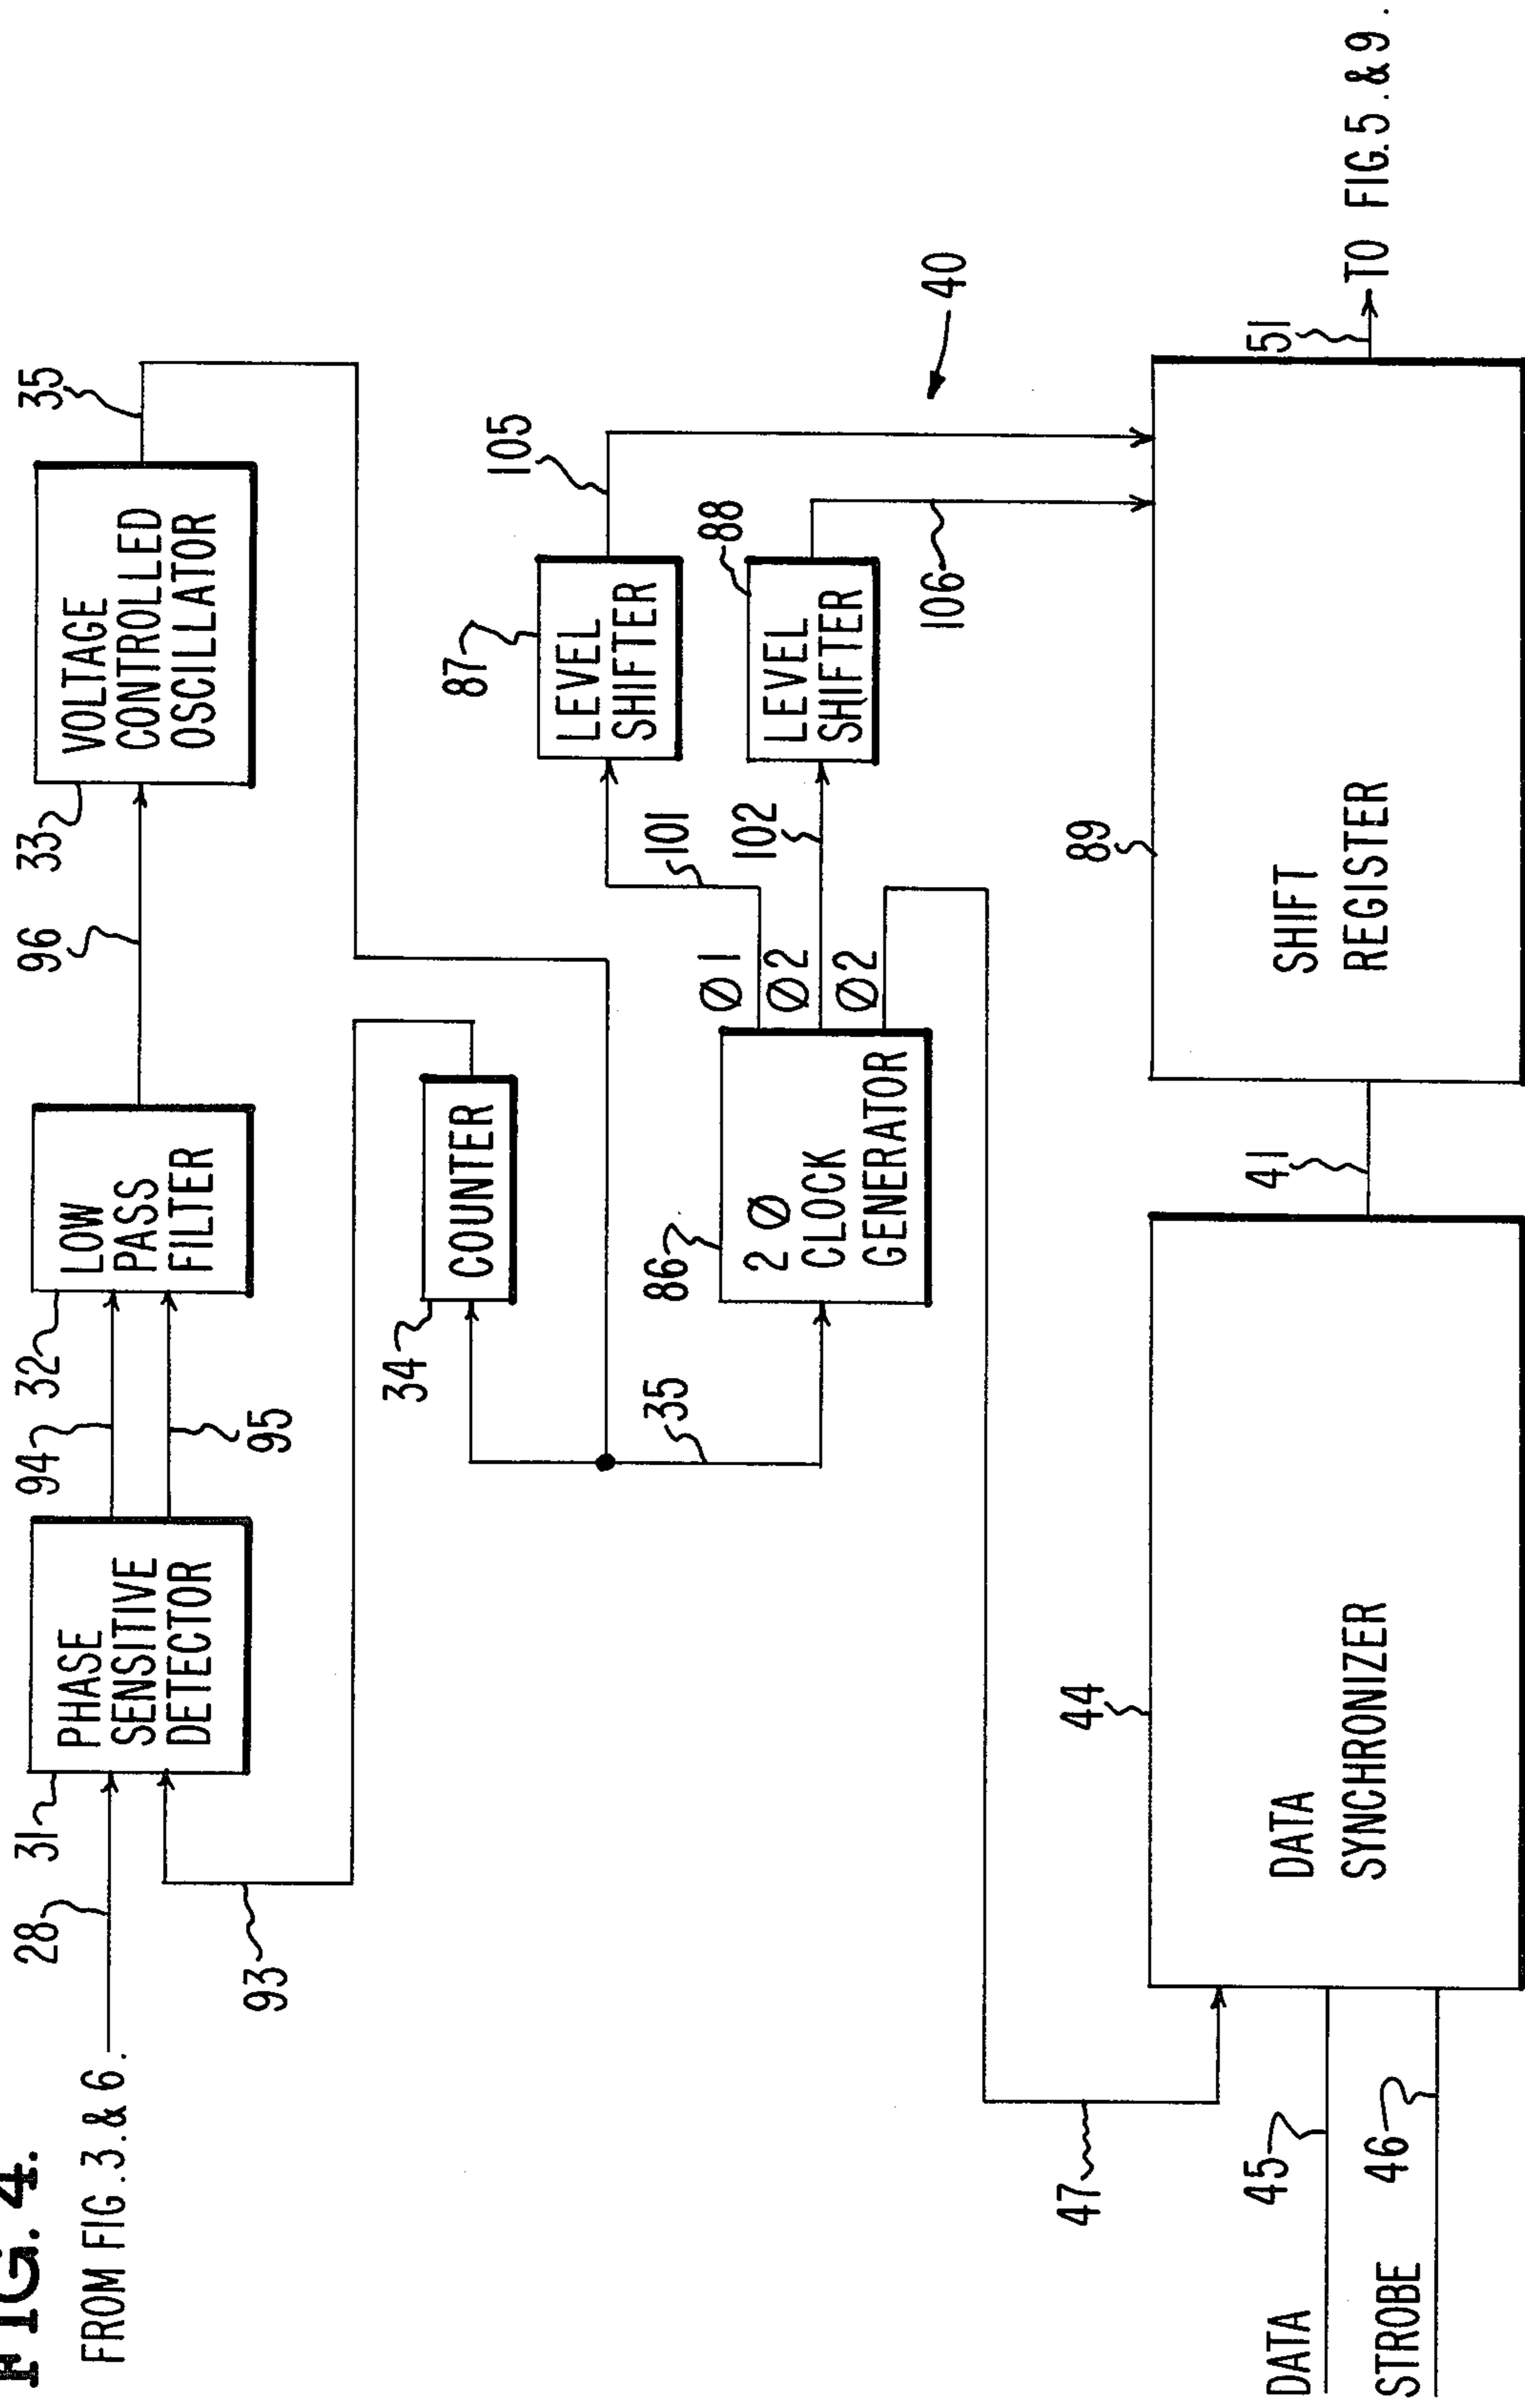 FIG. 4.
FROM FIG. 3. & 6.
28
31
PHASE
SENSITIVE
DETECTOR
94
95
32
LOW
PASS
FILTER
96
33
VOLTAGE
CONTROLLED
OSCILLATOR
35
93
34
COUNTER
35
86
2 Ø
CLOCK
GENERATOR
Ø 1
Ø 2
Ø 2
101
102
87
LEVEL
SHIFTER
88
LEVEL
SHIFTER
105
106
40
47
DATA
45
STROBE
46
44
DATA
SYNCHRONIZER
41
89
SHIFT
REGISTER
51
TO FIG. 5. & 9.